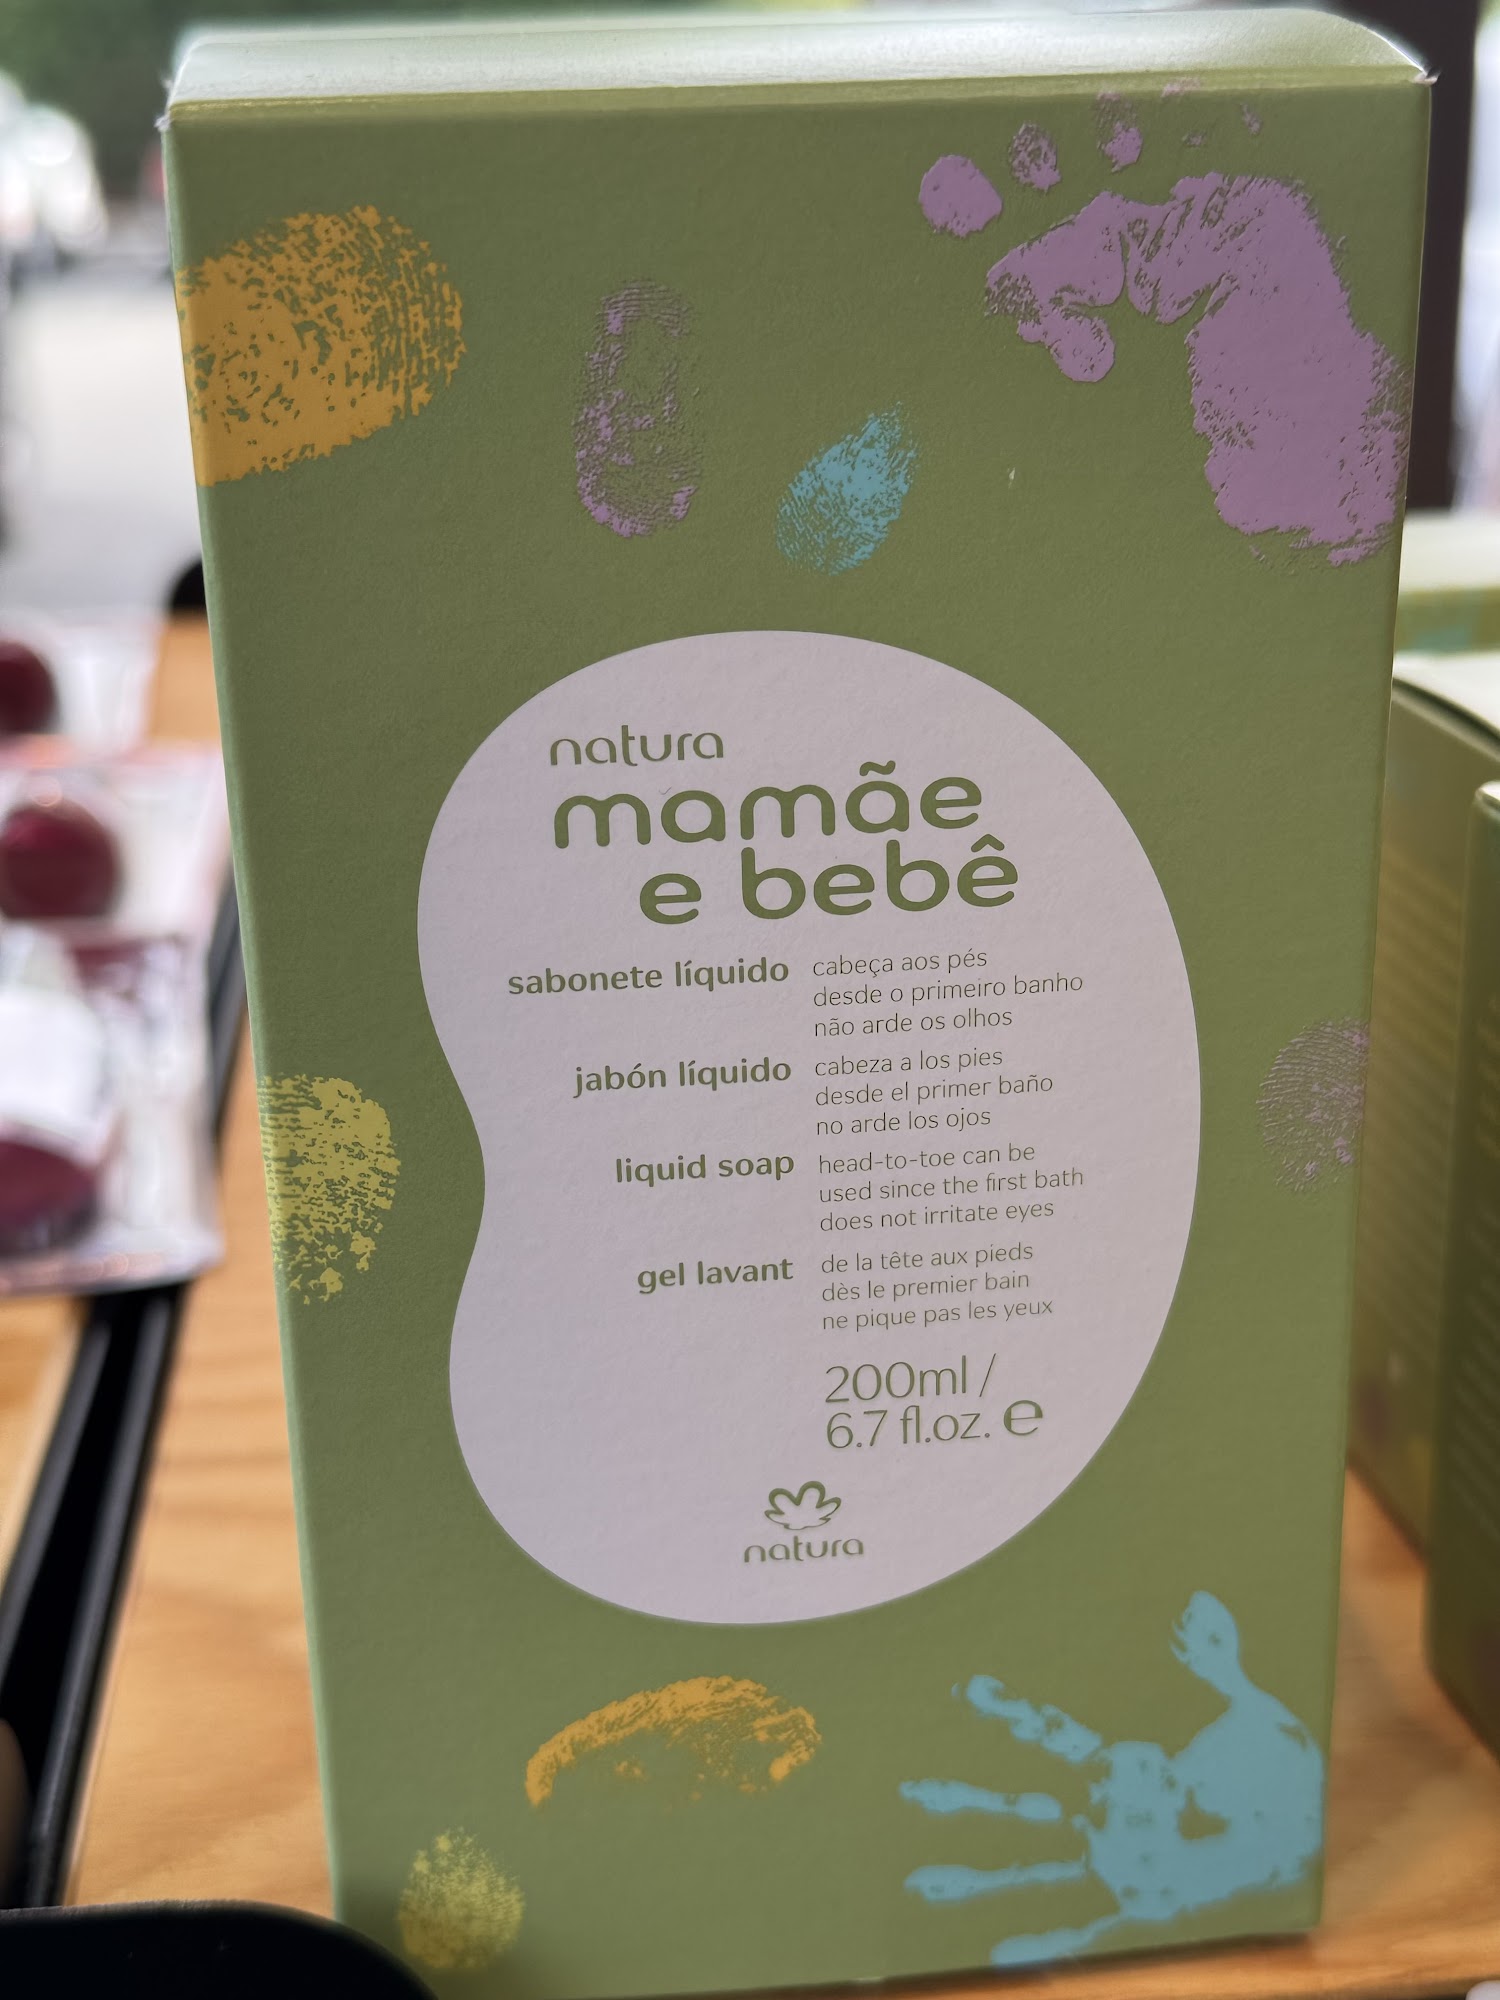 natura
mamãe
e bebê
sabonete líquido
cabeça aos pés
desde o primeiro banho
não arde os olhos
jabón líquido
cabeza a los pies
desde el primer baño
no arde los ojos
liquid soap
head-to-toe can be
used since the first bath
does not irritate eyes
gel lavant
de la tête aux pieds
dès le premier bain
ne pique pas les yeux
200ml /
6.7 fl.oz. ℮
natura